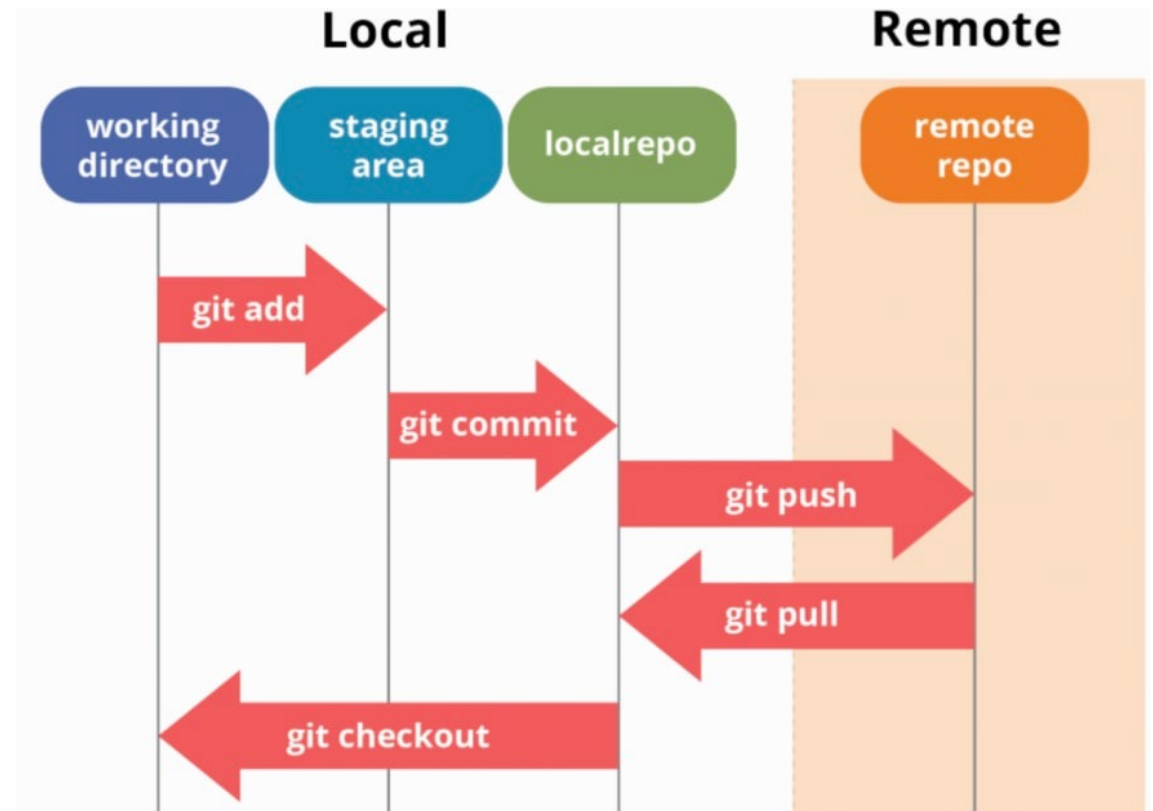 Local
Remote
working
directory
staging
area
localrepo
remote
repo
git add
git commit
git push
git pull
git checkout